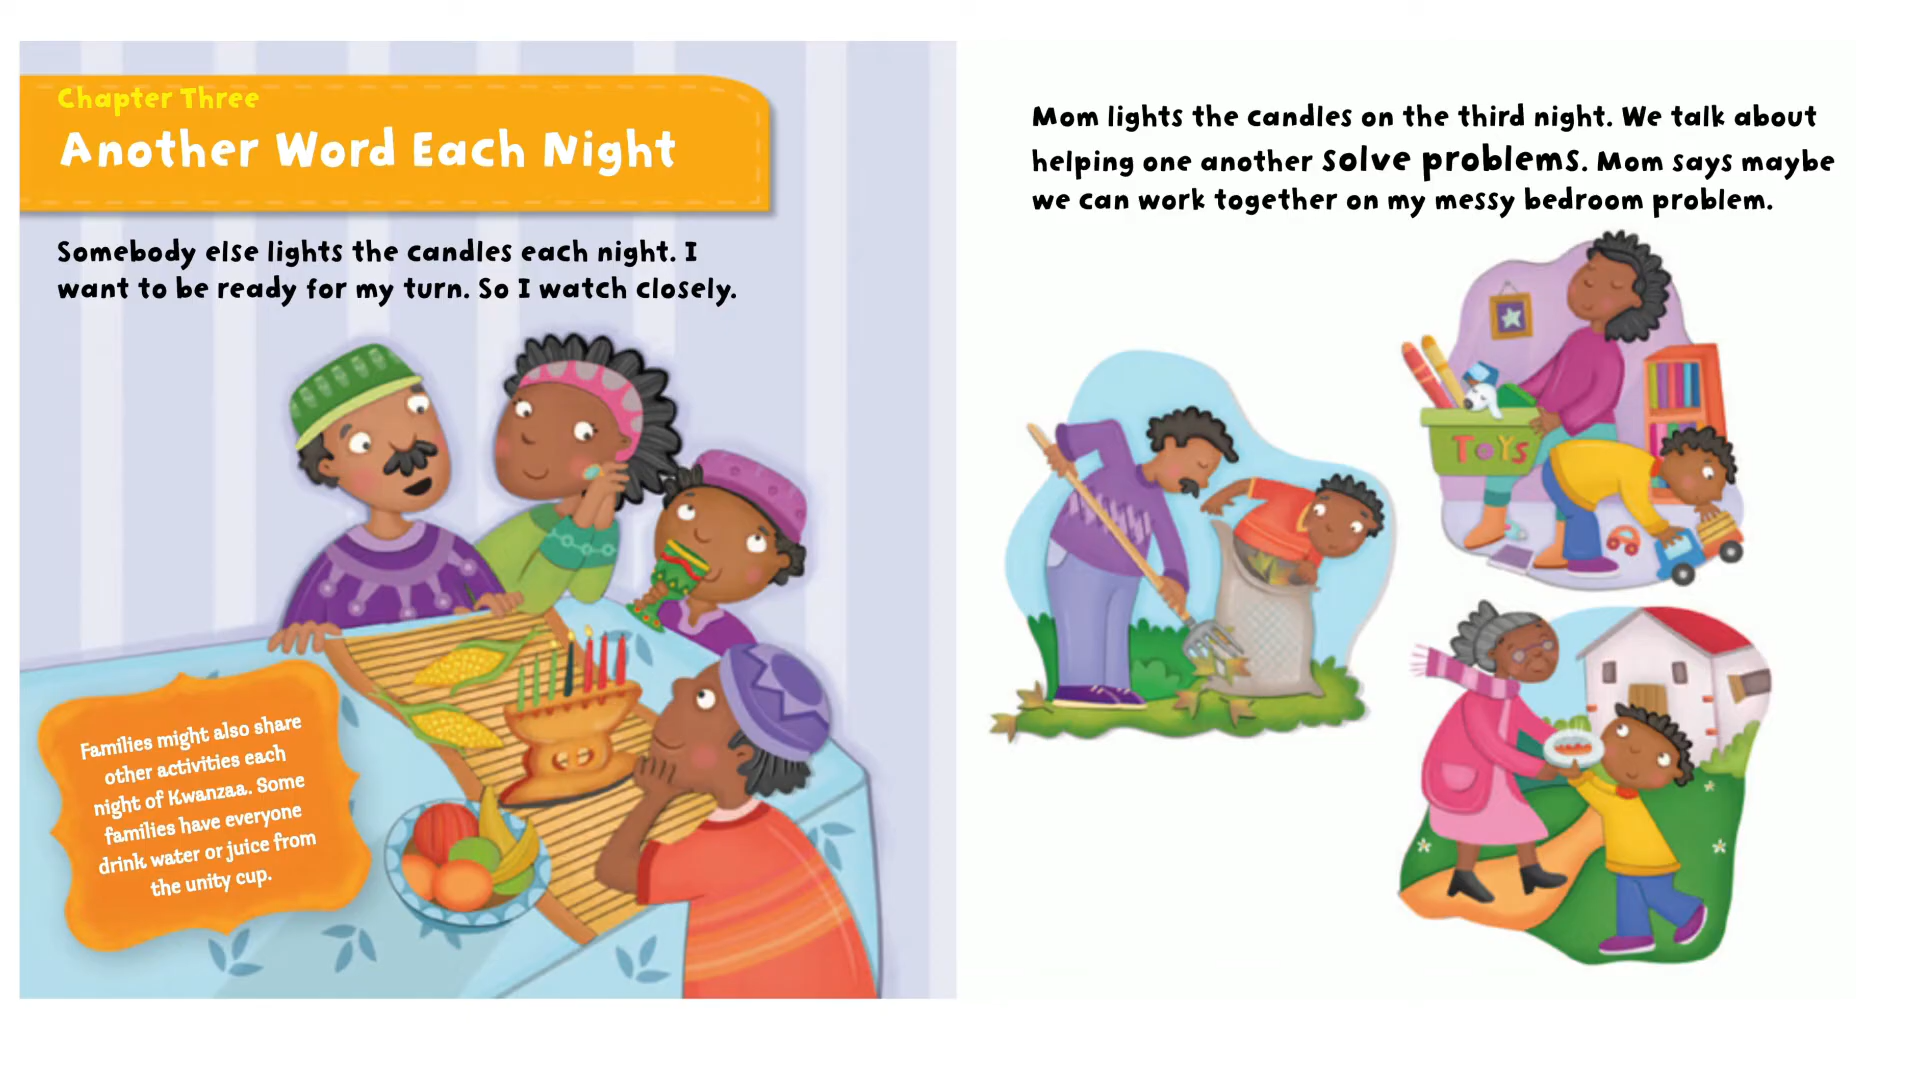 Chapter Three
Another Word Each Night
Somebody else lights the candles each night. I
want to be ready for my turn. So I watch closely.
Families might also share
other activities each
night of Kwanzaa. Some
families have everyone
drink water or juice from
the unity cup.
Mom lights the candles on the third night. We talk about
helping one another solve problems. Mom says maybe
we can work together on my messy bedroom problem.
TOYS